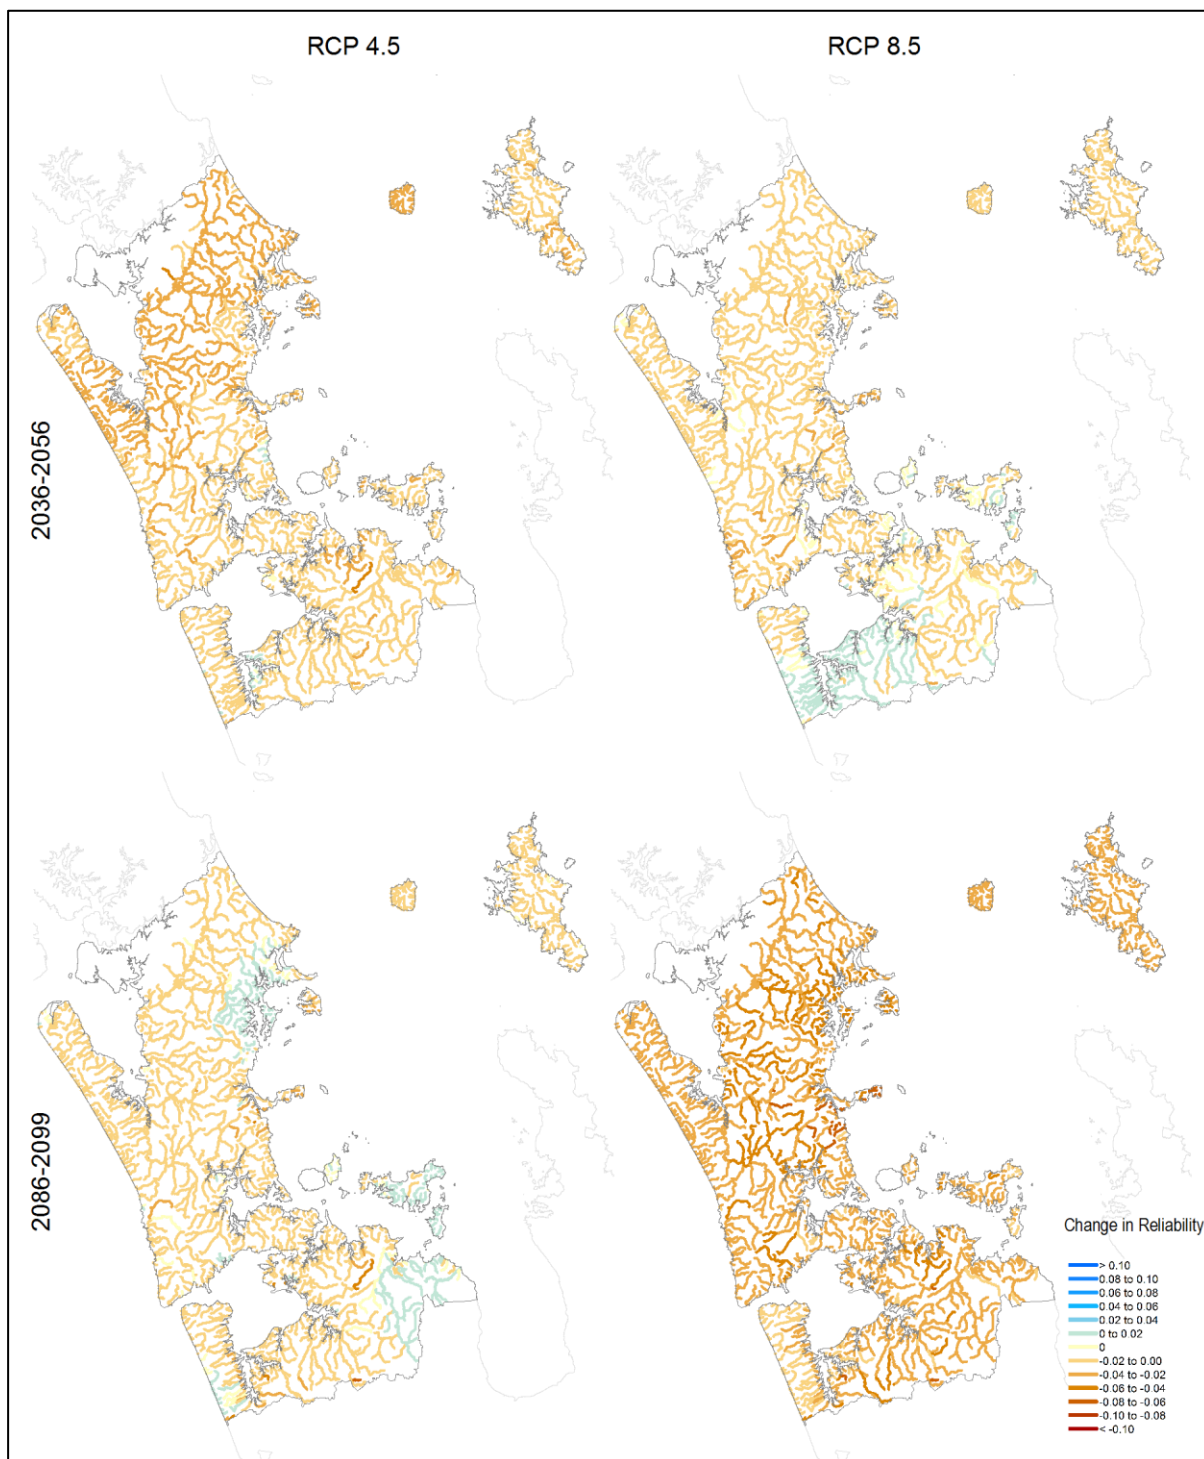 RCP 4.5
RCP 8.5
2036-2056
2086-2099
Change in Reliability
> 0.10
0.08 to 0.10
0.06 to 0.08
0.04 to 0.06
0.02 to 0.04
0 to 0.02
0
-0.02 to 0.00
-0.04 to -0.02
-0.06 to -0.04
-0.08 to -0.06
-0.10 to -0.08
< -0.10